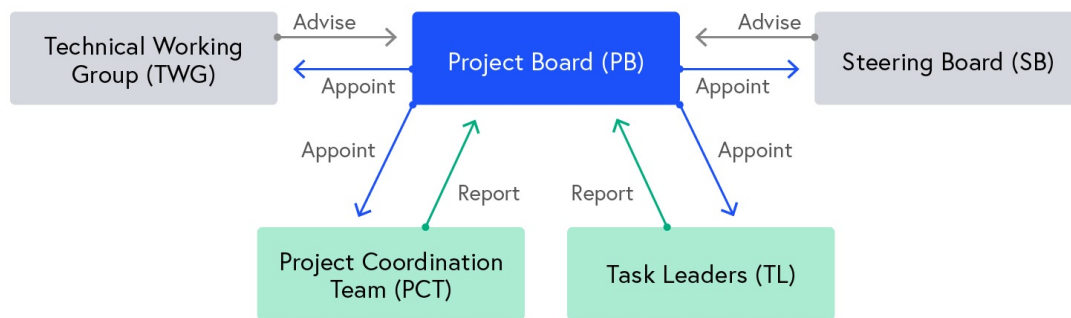 Advise
Advise
Technical Working
Group (TWG)
Project Board (PB)
Steering Board (SB)
Appoint
Appoint
Appoint
Appoint
Report
Report
Project Coordination
Team (PCT)
Task Leaders (TL)